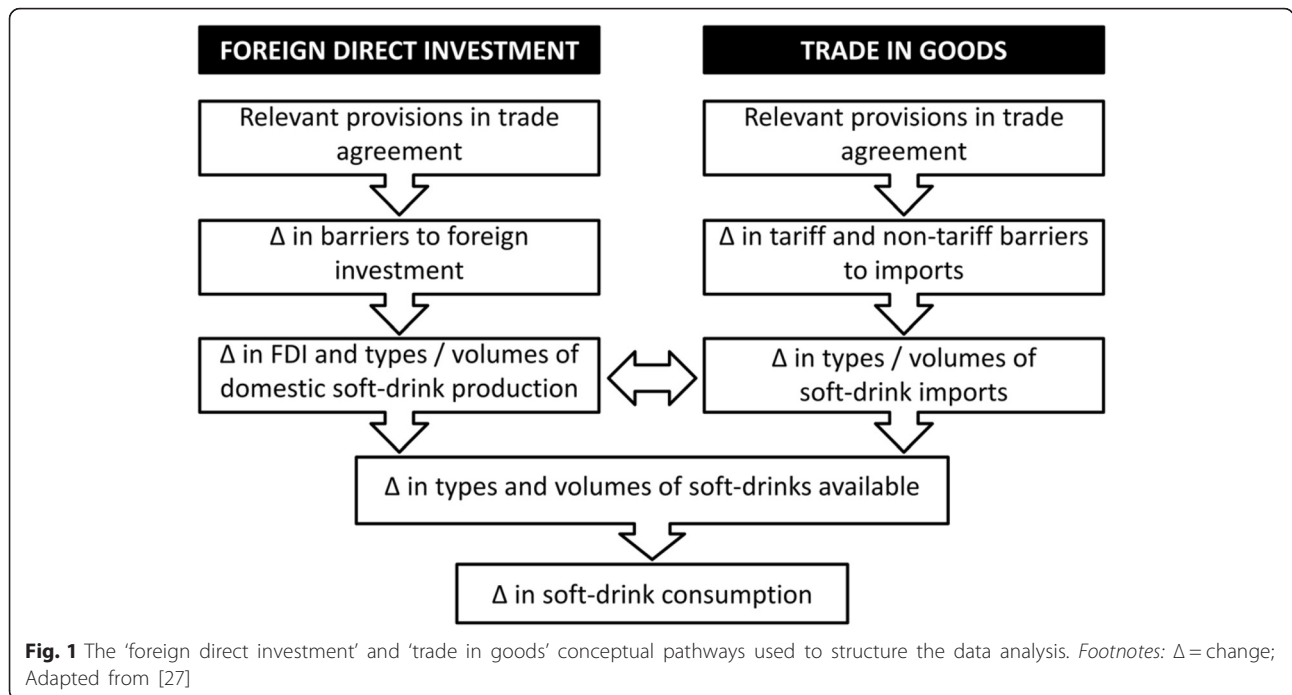 FOREIGN DIRECT INVESTMENT
TRADE IN GOODS
Relevant provisions in trade
agreement
Relevant provisions in trade
agreement
Δ in barriers to foreign
investment
Δ in tariff and non-tariff barriers
to imports
Δ in FDI and types / volumes of
domestic soft-drink production
Δ in types / volumes of
soft-drink imports
Δ in types and volumes of soft-drinks available
Δ in soft-drink consumption
Fig. 1 The ‘foreign direct investment’ and ‘trade in goods’ conceptual pathways used to structure the data analysis. Footnotes: Δ = change;
Adapted from [27]